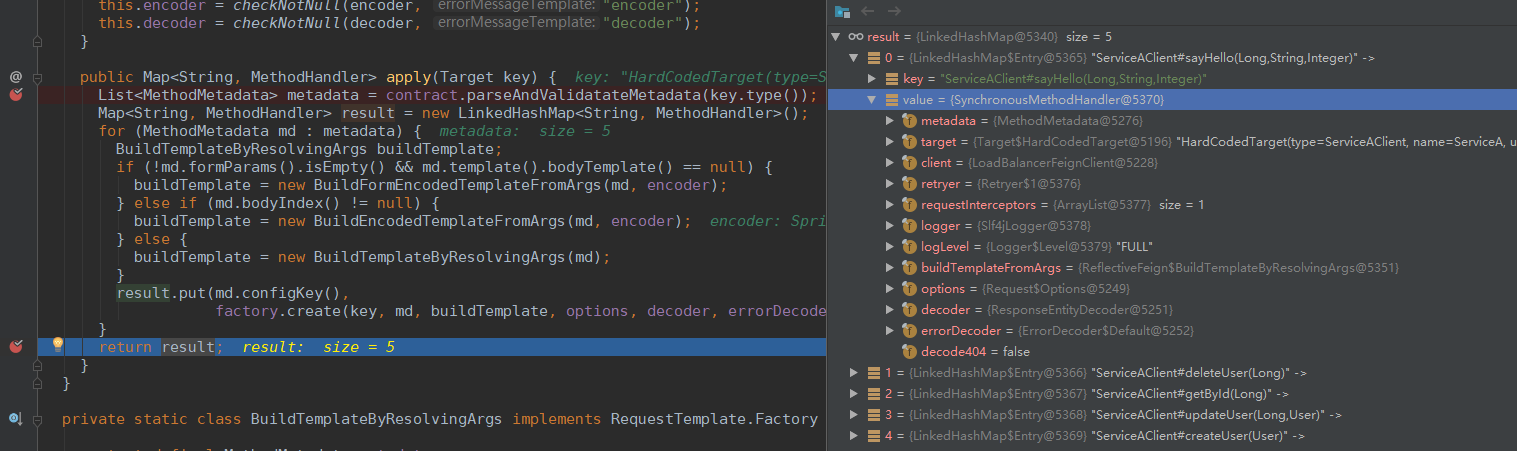 this.encoder = checkNotNull(encoder, errorMessageTemplate: "encoder");
this.decoder = checkNotNull(decoder, errorMessageTemplate: "decoder");
}
public Map<String, MethodHandler> apply(Target key) { key: "HardCodedTarget(type=S
List<MethodMetadata> metadata = contract.parseAndValidatateMetadata(key.type());
Map<String, MethodHandler> result = new LinkedHashMap<String, MethodHandler>();
for (MethodMetadata md : metadata) { metadata: size = 5
BuildTemplateByResolvingArgs buildTemplate;
if (!md.formParams().isEmpty() && md.template().bodyTemplate() == null) {
buildTemplate = new BuildFormEncodedTemplateFromArgs(md, encoder);
} else if (md.bodyIndex() != null) {
buildTemplate = new BuildEncodedTemplateFromArgs(md, encoder); encoder: Spri
} else {
buildTemplate = new BuildTemplateByResolvingArgs(md);
}
result.put(md.configKey(),
factory.create(key, md, buildTemplate, options, decoder, errorDecode
}
return result; result: size = 5
}
}
private static class BuildTemplateByResolvingArgs implements RequestTemplate.Factory
result = {LinkedHashMap@5340} size = 5
0 = {LinkedHashMap$Entry@5365} "ServiceAClient#sayHello(Long,String,Integer)" ->
key = "ServiceAClient#sayHello(Long,String,Integer)"
value = {SynchronousMethodHandler@5370}
metadata = {MethodMetadata@5276}
target = {Target$HardCodedTarget@5196} "HardCodedTarget(type=ServiceAClient, name=ServiceA, u
client = {LoadBalancerFeignClient@5228}
retryer = {Retryer$1@5376}
requestInterceptors = {ArrayList@5377} size = 1
logger = {Slf4jLogger@5378}
logLevel = {Logger$Level@5379} "FULL"
buildTemplateFromArgs = {ReflectiveFeign$BuildTemplateByResolvingArgs@5351}
options = {Request$Options@5249}
decoder = {ResponseEntityDecoder@5251}
errorDecoder = {ErrorDecoder$Default@5252}
decode404 = false
1 = {LinkedHashMap$Entry@5366} "ServiceAClient#deleteUser(Long)" ->
2 = {LinkedHashMap$Entry@5367} "ServiceAClient#getById(Long)" ->
3 = {LinkedHashMap$Entry@5368} "ServiceAClient#updateUser(Long,User)" ->
4 = {LinkedHashMap$Entry@5369} "ServiceAClient#createUser(User)" ->